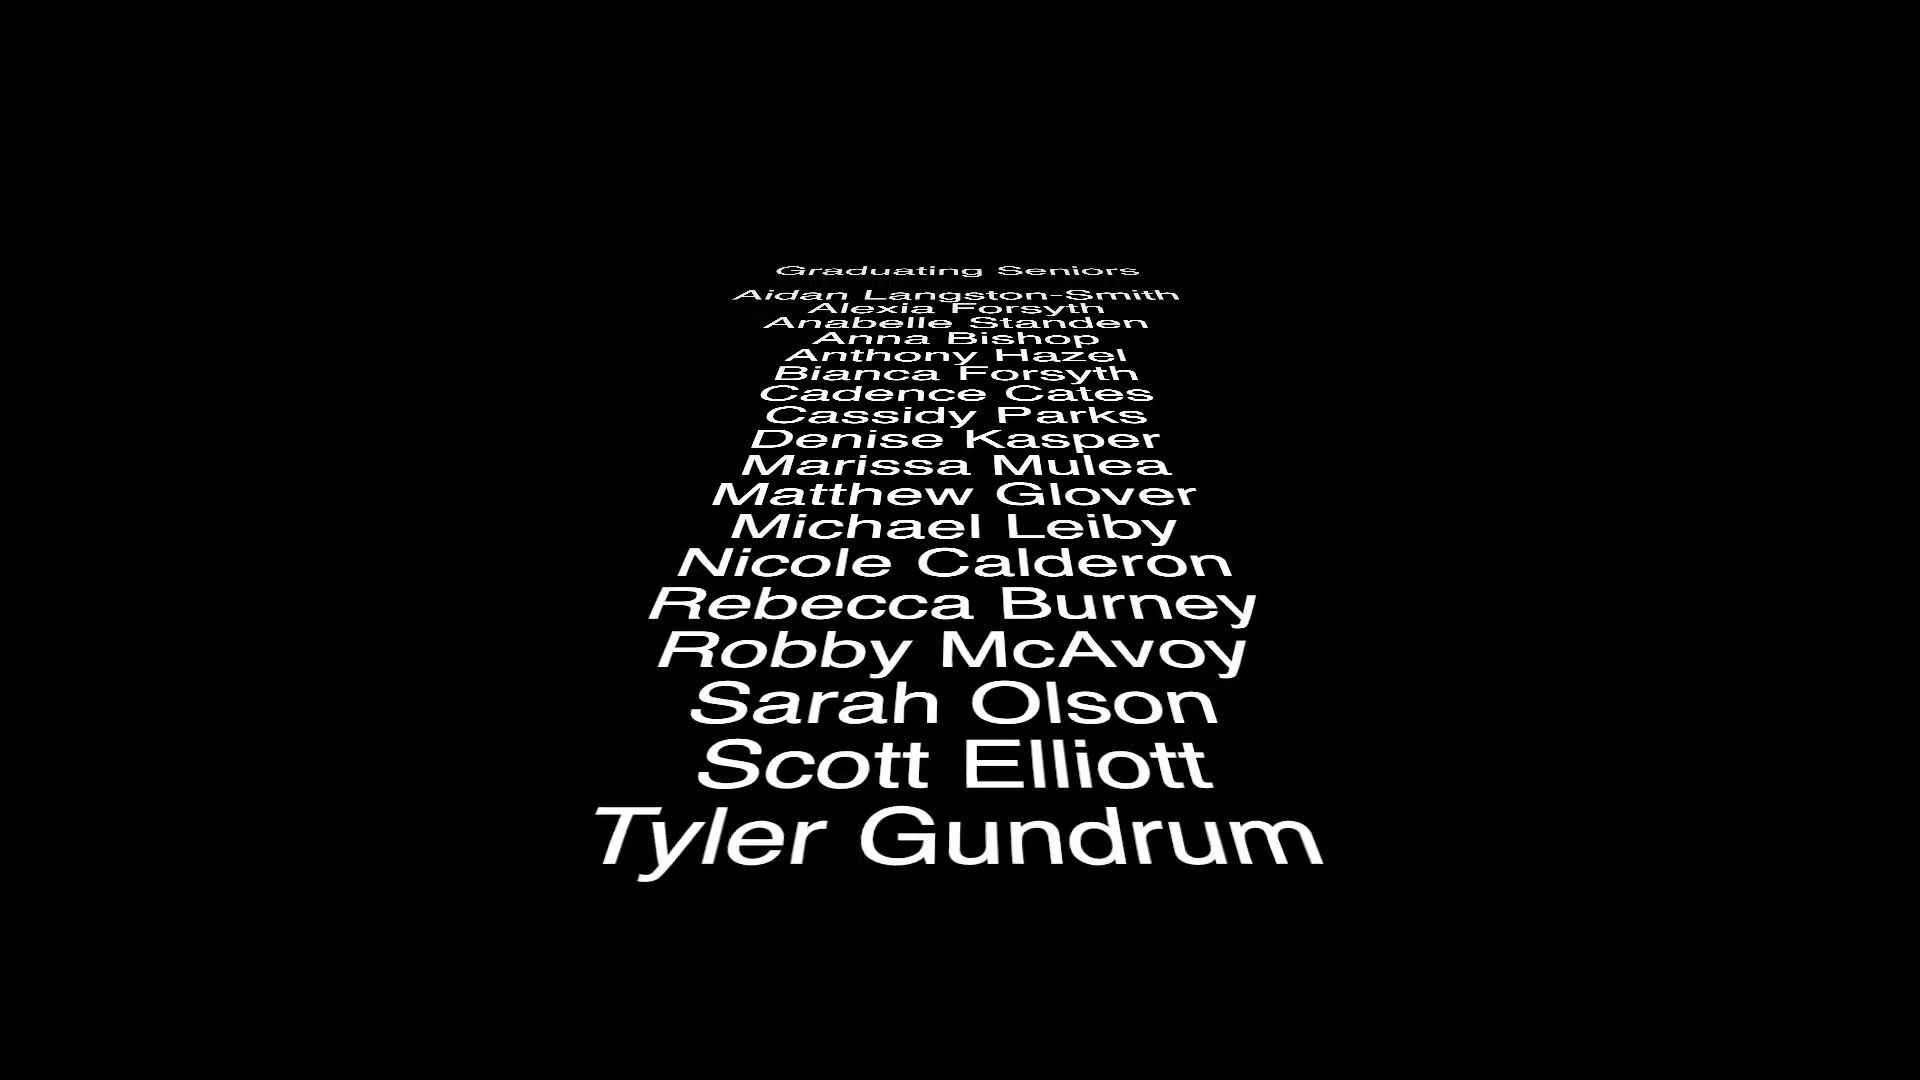 Graduating Seniors
Aidan Langston-Smith
Alexia Forsyth
Anabelle Standen
Anna Bishop
Anthony Hazel
Bianca Forsyth
Cadence Cates
Cassidy Parks
Denise Kasper
Marissa Mulea
Matthew Glover
Michael Leiby
Nicole Calderon
Rebecca Burney
Robby McAvoy
Sarah Olson
Scott Elliott
Tyler Gundrum